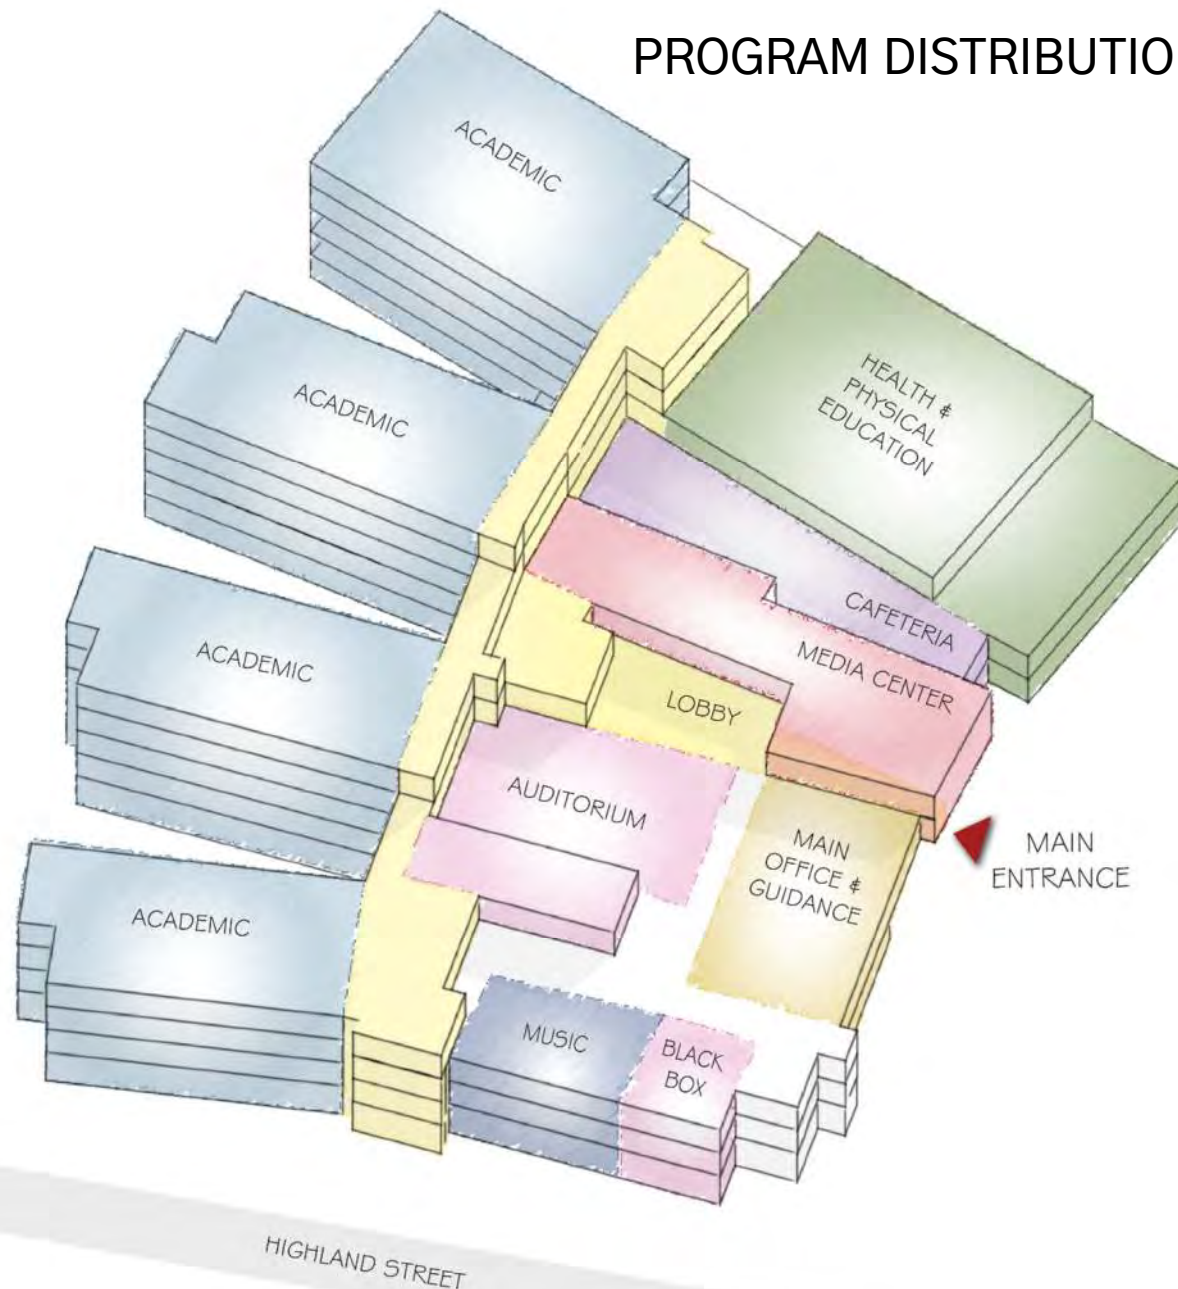 PROGRAM DISTRIBUTIO
ACADEMIC
ACADEMIC
HEALTH &
PHYSICAL
EDUCATION
CAFETERIA
MEDIA CENTER
ACADEMIC
LOBBY
AUDITORIUM
MAIN
OFFICE &
GUIDANCE
MAIN
ENTRANCE
ACADEMIC
MUSIC
BLACK
BOX
HIGHLAND STREET